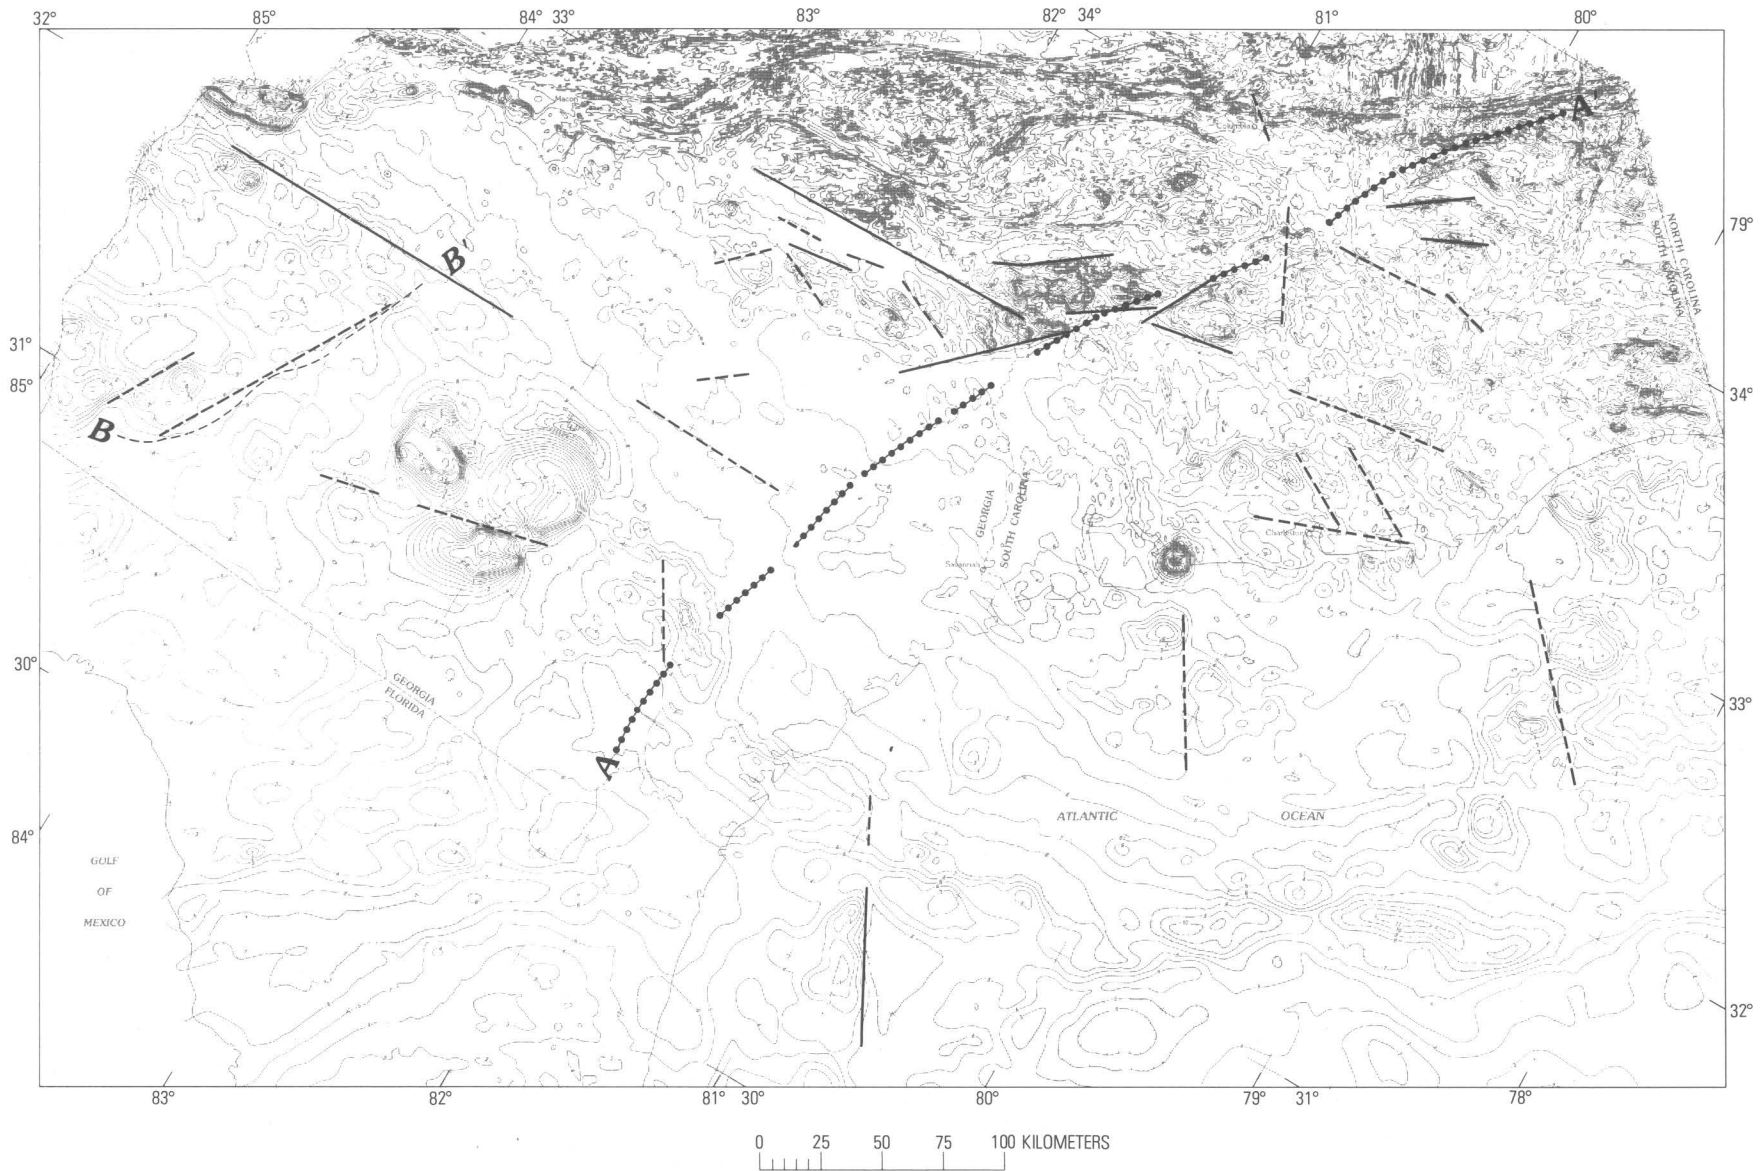 32° 85° 84° 33° 83° 82° 34° 81° 80°
Macon
A'
NORTH CAROLINA
SOUTH CAROLINA
79°
B'
31°
85°
34°
B
GEORGIA
SOUTH CAROLINA
Charleston
Savannah
30°
GEORGIA
FLORIDA
33°
A
84°
ATLANTIC OCEAN
GULF
OF
MEXICO
32°
83° 82° 81° 30° 80° 79° 31° 78°
0 25 50 75 100 KILOMETERS